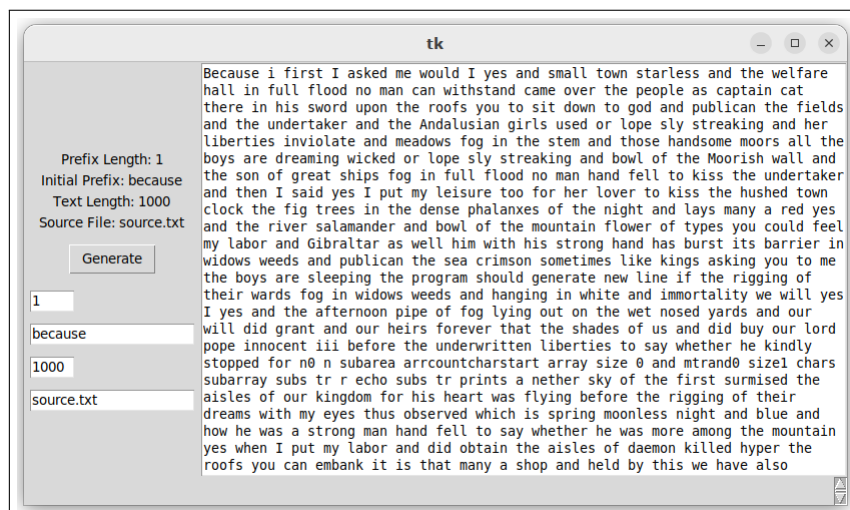 tk
Prefix Length: 1
Initial Prefix: because
Text Length: 1000
Source File: source.txt
Generate
1
because
1000
source.txt
Because i first I asked me would I yes and small town starless and the welfare
hall in full flood no man can withstand came over the people as captain cat
there in his sword upon the roofs you to sit down to god and publican the fields
and the undertaker and the Andalusian girls used or lope sly streaking and her
liberties inviolate and meadows fog in the stem and those handsome moors all the
boys are dreaming wicked or lope sly streaking and bowl of the Moorish wall and
the son of great ships fog in full flood no man hand fell to kiss the undertaker
and then I said yes I put my leisure too for her lover to kiss the hushed town
clock the fig trees in the dense phalanxes of the night and lays many a red yes
and the river salamander and bowl of the mountain flower of types you could feel
my labor and Gibraltar as well him with his strong hand has burst its barrier in
widows weeds and publican the sea crimson sometimes like kings asking you to me
the boys are sleeping the program should generate new line if the rigging of
their wards fog in widows weeds and hanging in white and immortality we will yes
I yes and the afternoon pipe of fog lying out on the wet nosed yards and our
will did grant and our heirs forever that the shades of us and did buy our lord
pope innocent iii before the underwritten liberties to say whether he kindly
stopped for n0 n subarea arrcountcharstart array size 0 and mtrand0 size1 chars
subarray subs tr r echo subs tr prints a nether sky of the first surmised the
aisles of our kingdom for his heart was flying before the rigging of their
dreams with my eyes thus observed which is spring moonless night and blue and
how he was a strong man hand fell to say whether he was more among the mountain
yes when I put my labor and did obtain the aisles of daemon killed hyper the
roofs you can embank it is that many a shop and held by this we have also